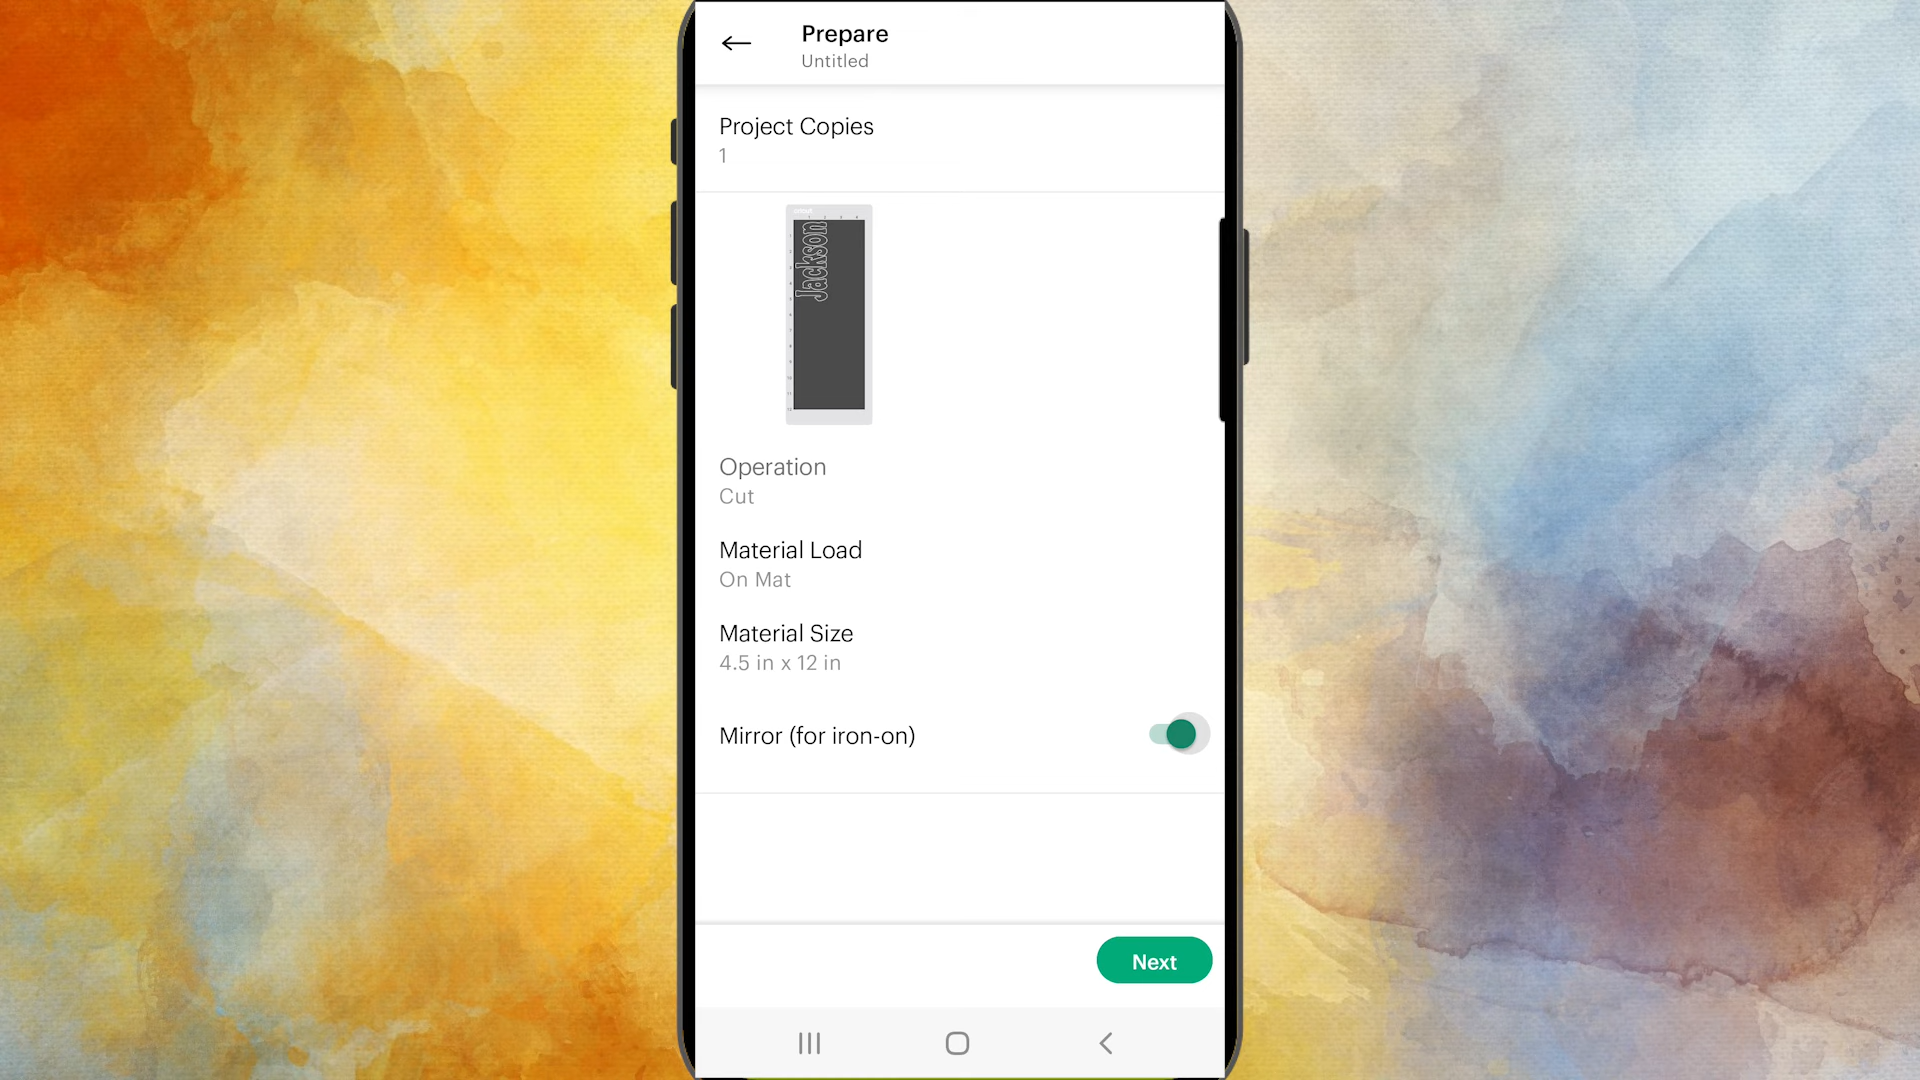 Prepare
Untitled
Project Copies
1
Jackson
Operation
Cut
Material Load
On Mat
Material Size
4.5 in x 12 in
Mirror (for iron-on)
Next